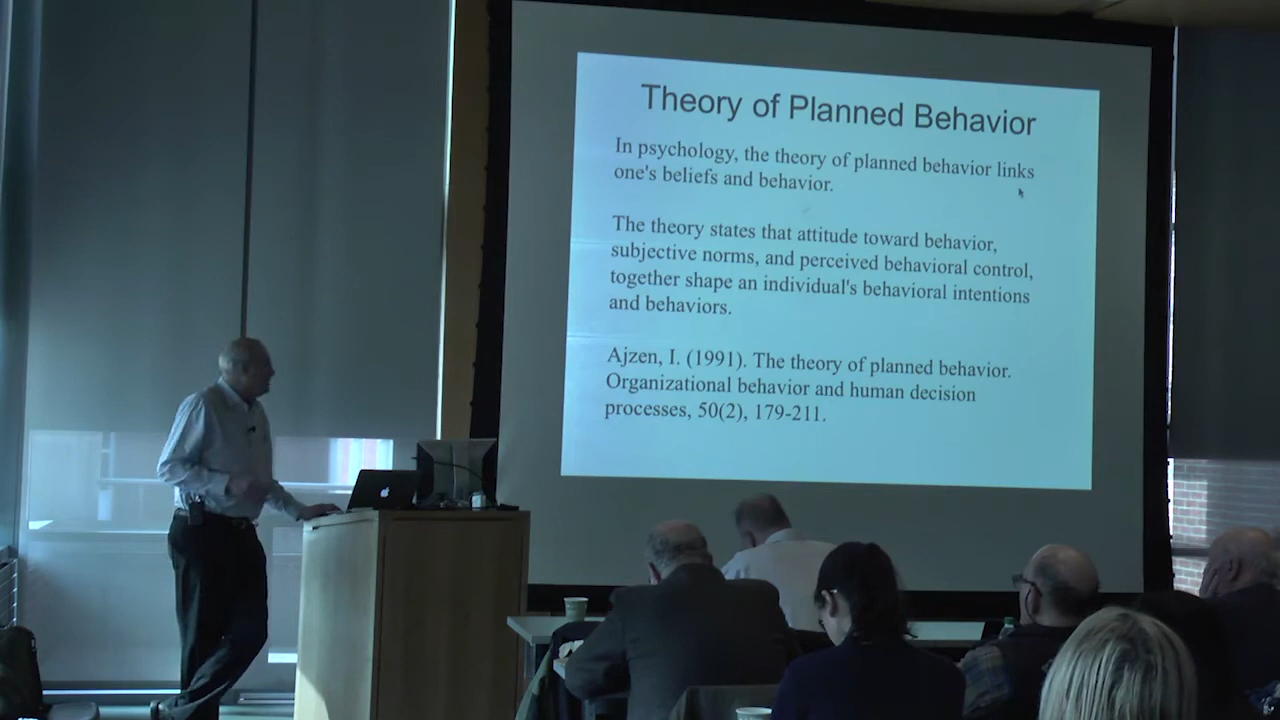 Theory of Planned Behavior
In psychology, the theory of planned behavior links
one's beliefs and behavior.
The theory states that attitude toward behavior,
subjective norms, and perceived behavioral control,
together shape an individual's behavioral intentions
and behaviors.
Ajzen, I. (1991). The theory of planned behavior.
Organizational behavior and human decision
processes, 50(2), 179-211.